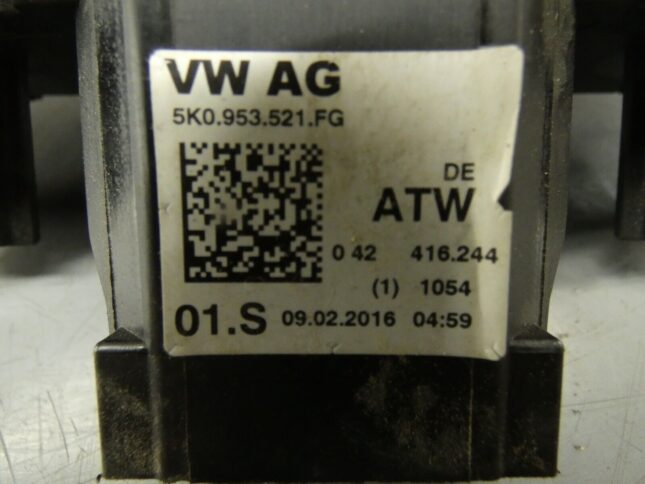 VW AG
5K0.953.521.FG
DE
ATW
0 42 416.244
(1) 1054
01.S 09.02.2016 04:59